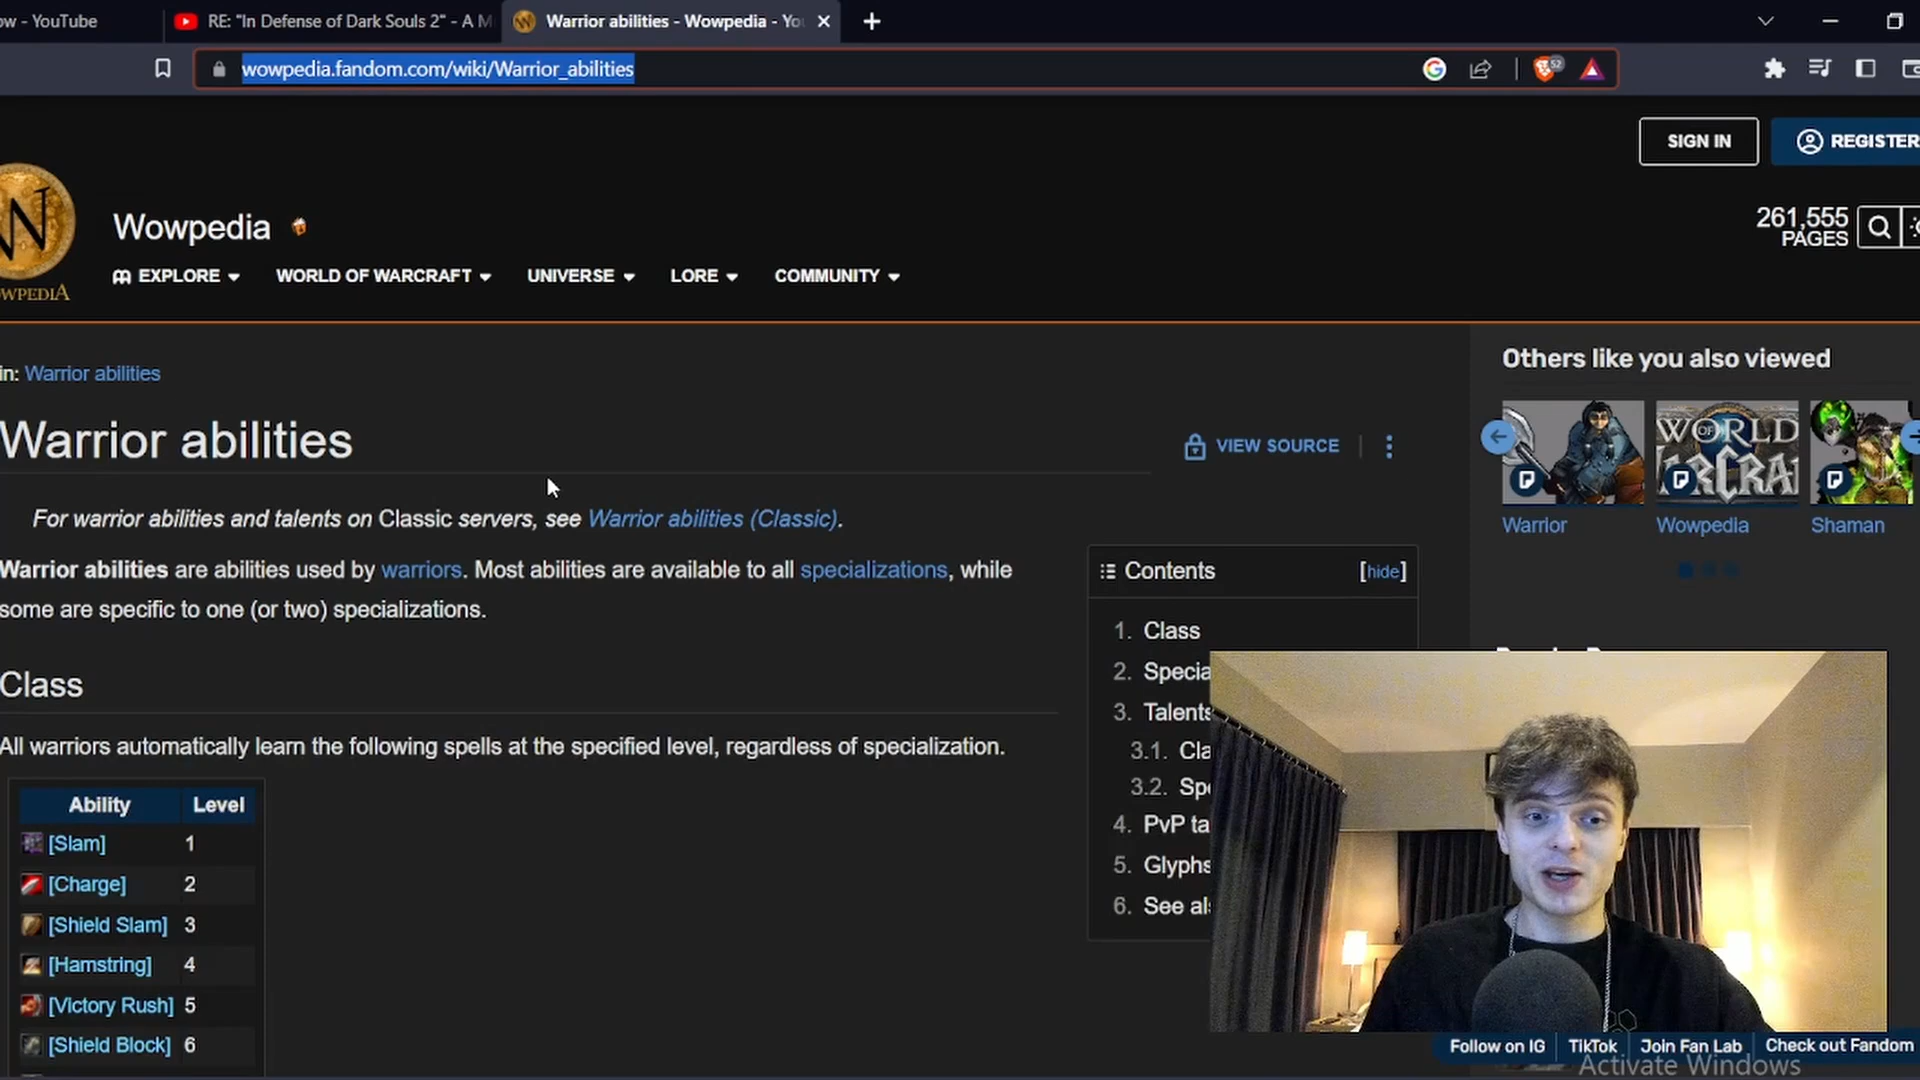 ow - YouTube
RE: "In Defense of Dark Souls 2" - A M
Warrior abilities - Wowpedia - Yo
wowpedia.fandom.com/wiki/Warrior_abilities
52
SIGN IN
REGISTER
W
WPEDIA
Wowpedia
261,555
PAGES
EXPLORE
WORLD OF WARCRAFT
UNIVERSE
LORE
COMMUNITY
in: Warrior abilities
Others like you also viewed
Warrior abilities
VIEW SOURCE
WORLD
OF
ARCRA
Warrior
Wowpedia
Shaman
For warrior abilities and talents on Classic servers, see Warrior abilities (Classic).
Warrior abilities are abilities used by warriors. Most abilities are available to all specializations, while
some are specific to one (or two) specializations.
Contents
[hide]
1. Class
2. Specia
3. Talents
3.1. Cla
3.2. Spe
4. PvP ta
5. Glyphs
6. See al
Class
All warriors automatically learn the following spells at the specified level, regardless of specialization.
Ability Level
[Slam] 1
[Charge] 2
[Shield Slam] 3
[Hamstring] 4
[Victory Rush] 5
[Shield Block] 6
Follow on IG
TikTok
Join Fan Lab
Check out Fandom
Activate Windows